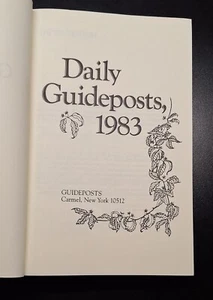 Daily
Guideposts,
1983
GUIDEPOSTS
Carmel, New York 10512